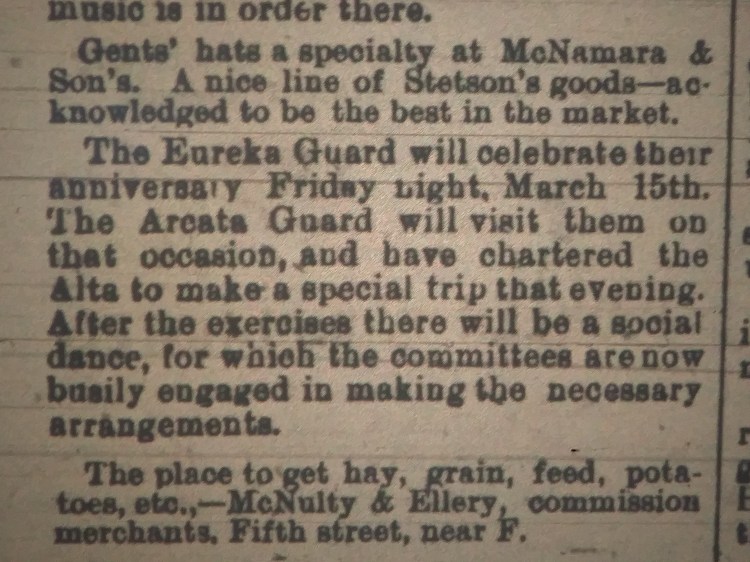 music is in order there.
Gents' hats a specialty at McNamara &
Son's. A nice line of Stetson's goods—ac-
knowledged to be the best in the market.
The Eureka Guard will celebrate their
anniversary Friday night, March 15th.
The Arcata Guard will visit them on
that occasion, and have chartered the
Alta to make a special trip that evening.
After the exercises there will be a social
dance, for which the committees are now
busily engaged in making the necessary
arrangements.
The place to get hay, grain, feed, pota-
toes, etc.,—McNulty & Ellery, commission
merchants, Fifth street, near F.